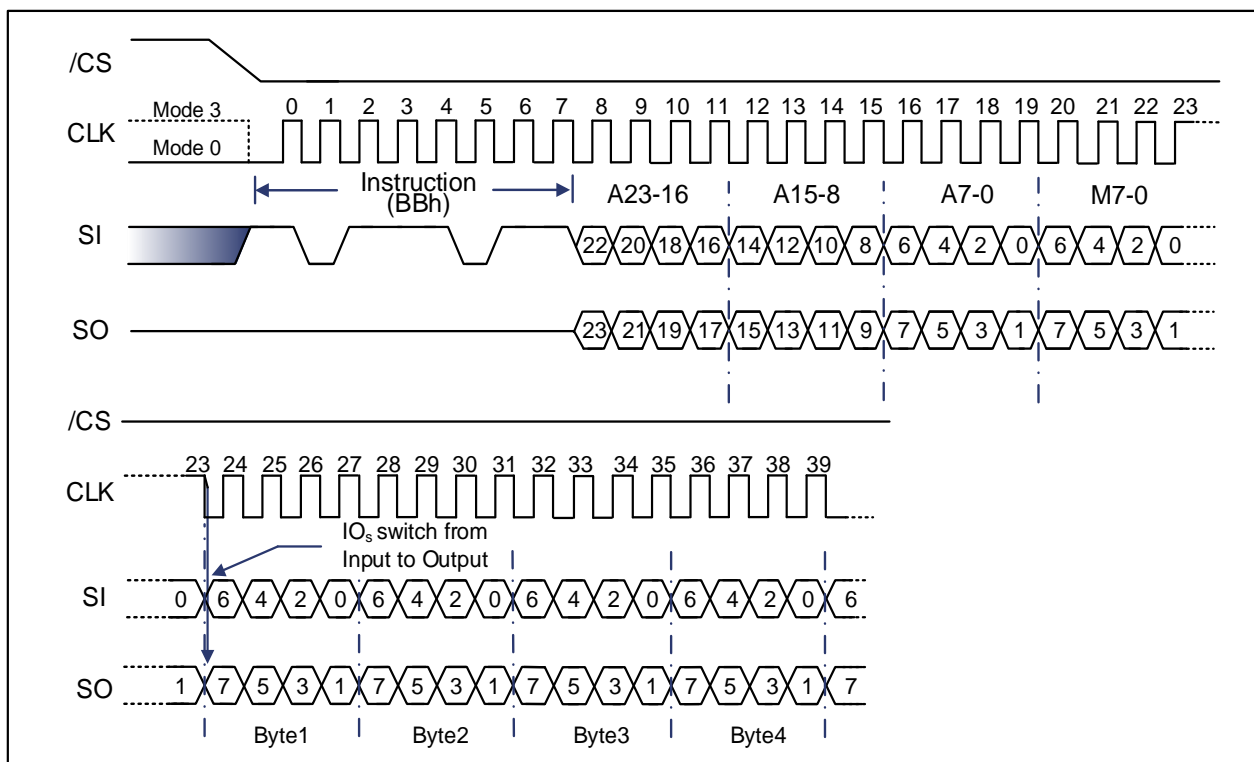 /CS
0 1 2 3 4 5 6 7 8 9 10 11 12 13 14 15 16 17 18 19 20 21 22 23
Mode 3
CLK
Mode 0
Instruction
(BBh)
A23-16 A15-8 A7-0 M7-0
SI
22 20 18 16 14 12 10 8 6 4 2 0 6 4 2 0
SO
23 21 19 17 15 13 11 9 7 5 3 1 7 5 3 1
/CS
23 24 25 26 27 28 29 30 31 32 33 34 35 36 37 38 39
CLK
IOs switch from
Input to Output
SI
0 6 4 2 0 6 4 2 0 6 4 2 0 6 4 2 0 6
SO
1 7 5 3 1 7 5 3 1 7 5 3 1 7 5 3 1 7
Byte1 Byte2 Byte3 Byte4